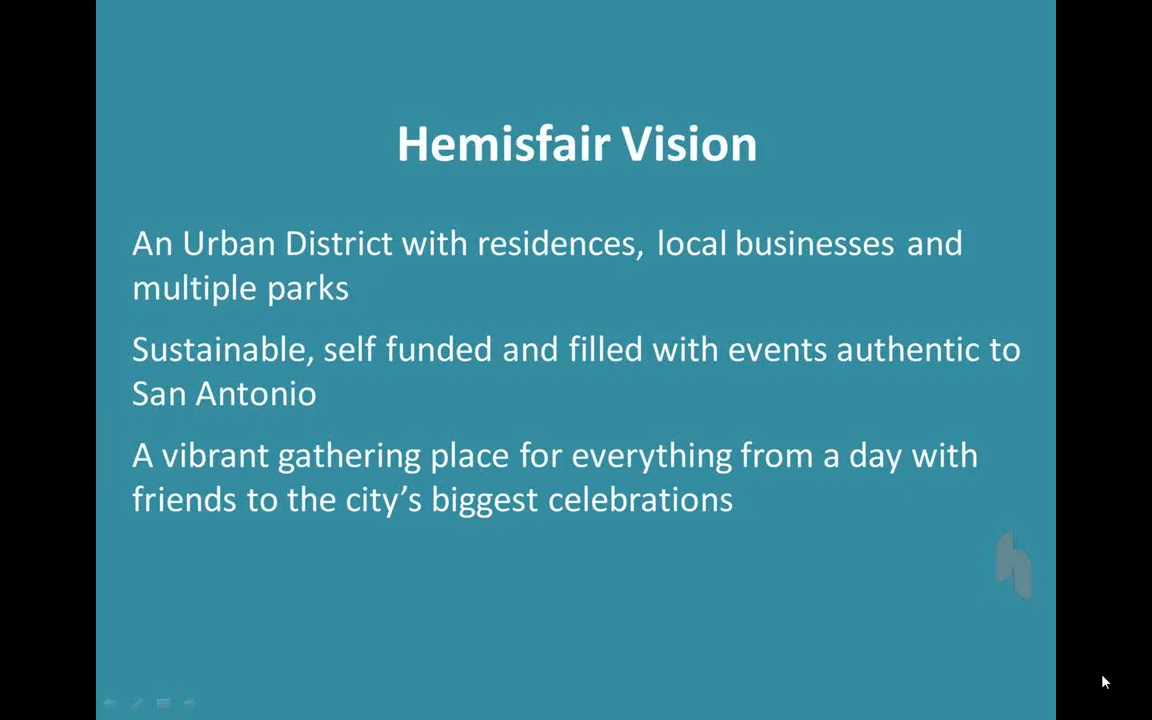 Hemisfair Vision
An Urban District with residences, local businesses and
multiple parks
Sustainable, self funded and filled with events authentic to
San Antonio
A vibrant gathering place for everything from a day with
friends to the city’s biggest celebrations